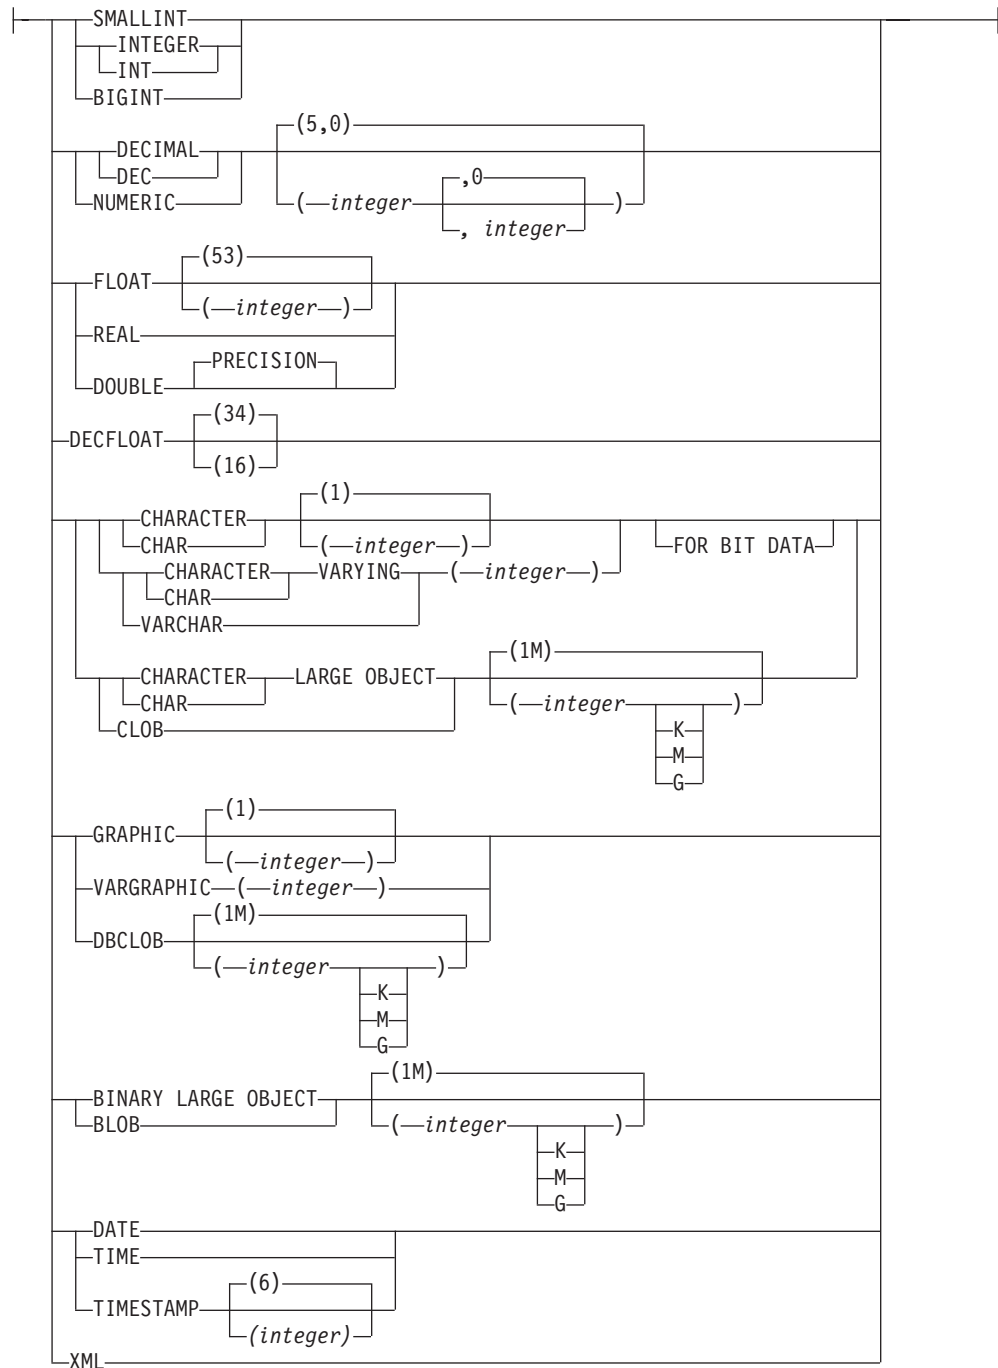 SMALLINT
INTEGER
INT
BIGINT
(5,0)
DECIMAL
DEC
NUMERIC
,0
( integer )
, integer
(53)
FLOAT
( integer )
REAL
PRECISION
DOUBLE
(34)
DECFLOAT
(16)
(1)
CHARACTER
CHAR
( integer )
FOR BIT DATA
CHARACTER VARYING ( integer )
CHAR
VARCHAR
(1M)
CHARACTER LARGE OBJECT
CHAR
( integer )
CLOB
K
M
G
(1)
GRAPHIC
( integer )
VARGRAPHIC ( integer )
(1M)
DBCLOB
( integer )
K
M
G
(1M)
BINARY LARGE OBJECT
BLOB
( integer )
K
M
G
DATE
TIME
(6)
TIMESTAMP
(integer)
XML